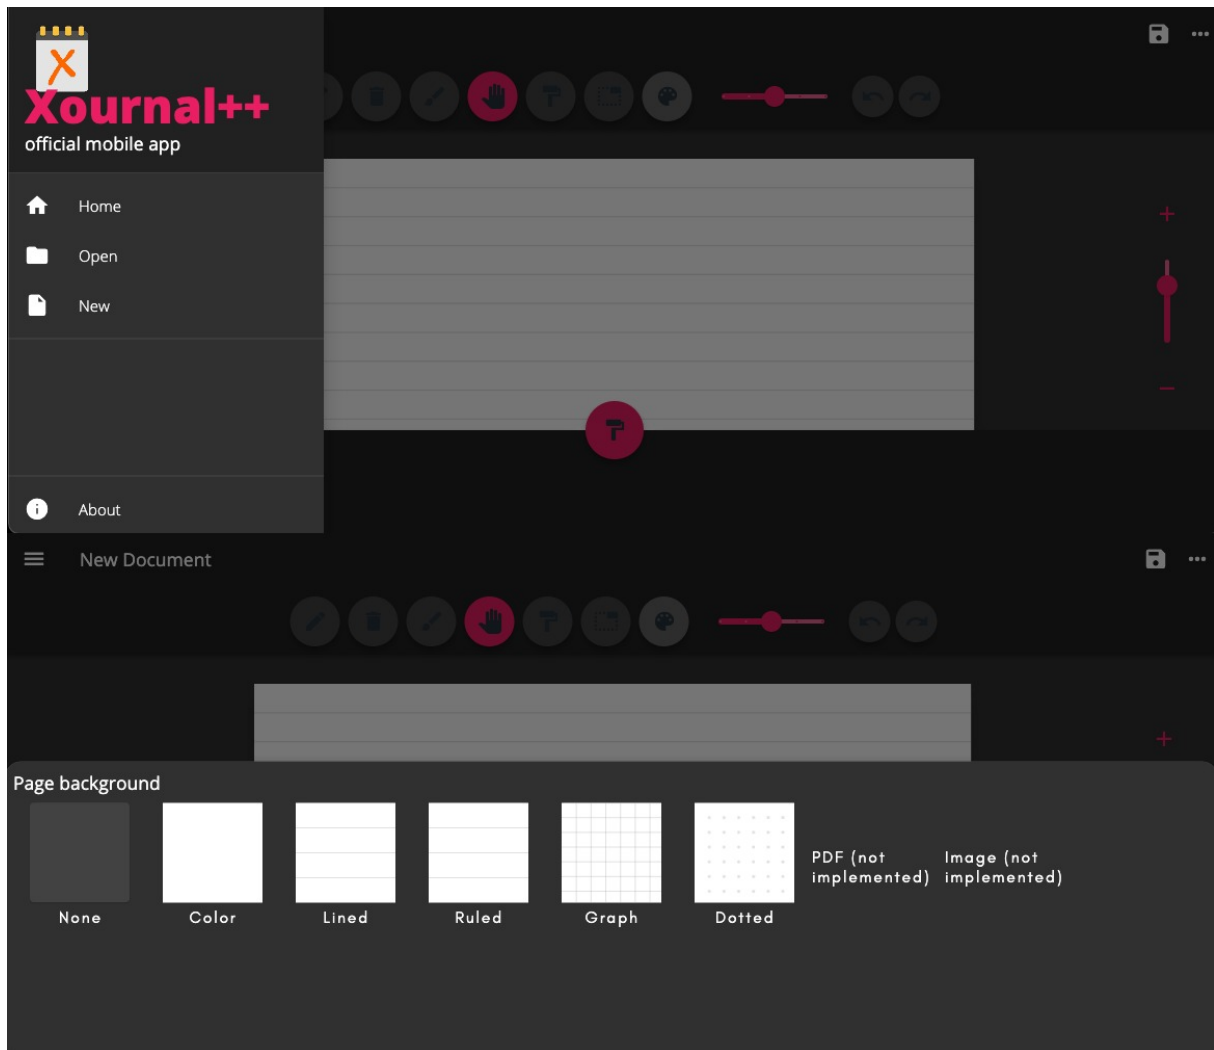 Xournal++
official mobile app
Home
Open
New
About
New Document
Page background
PDF (not
implemented)
Image (not
implemented)
None
Color
Lined
Ruled
Graph
Dotted